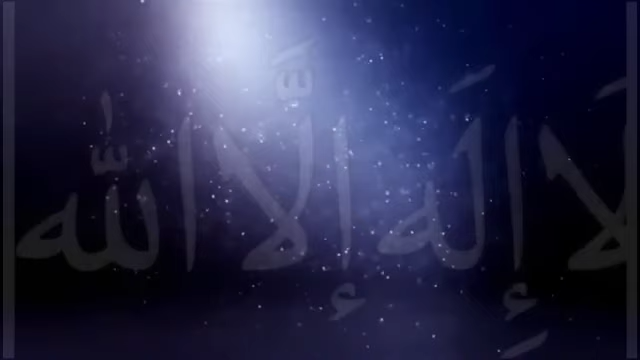 لَا إِلَهَ إِلَّا اللَّه